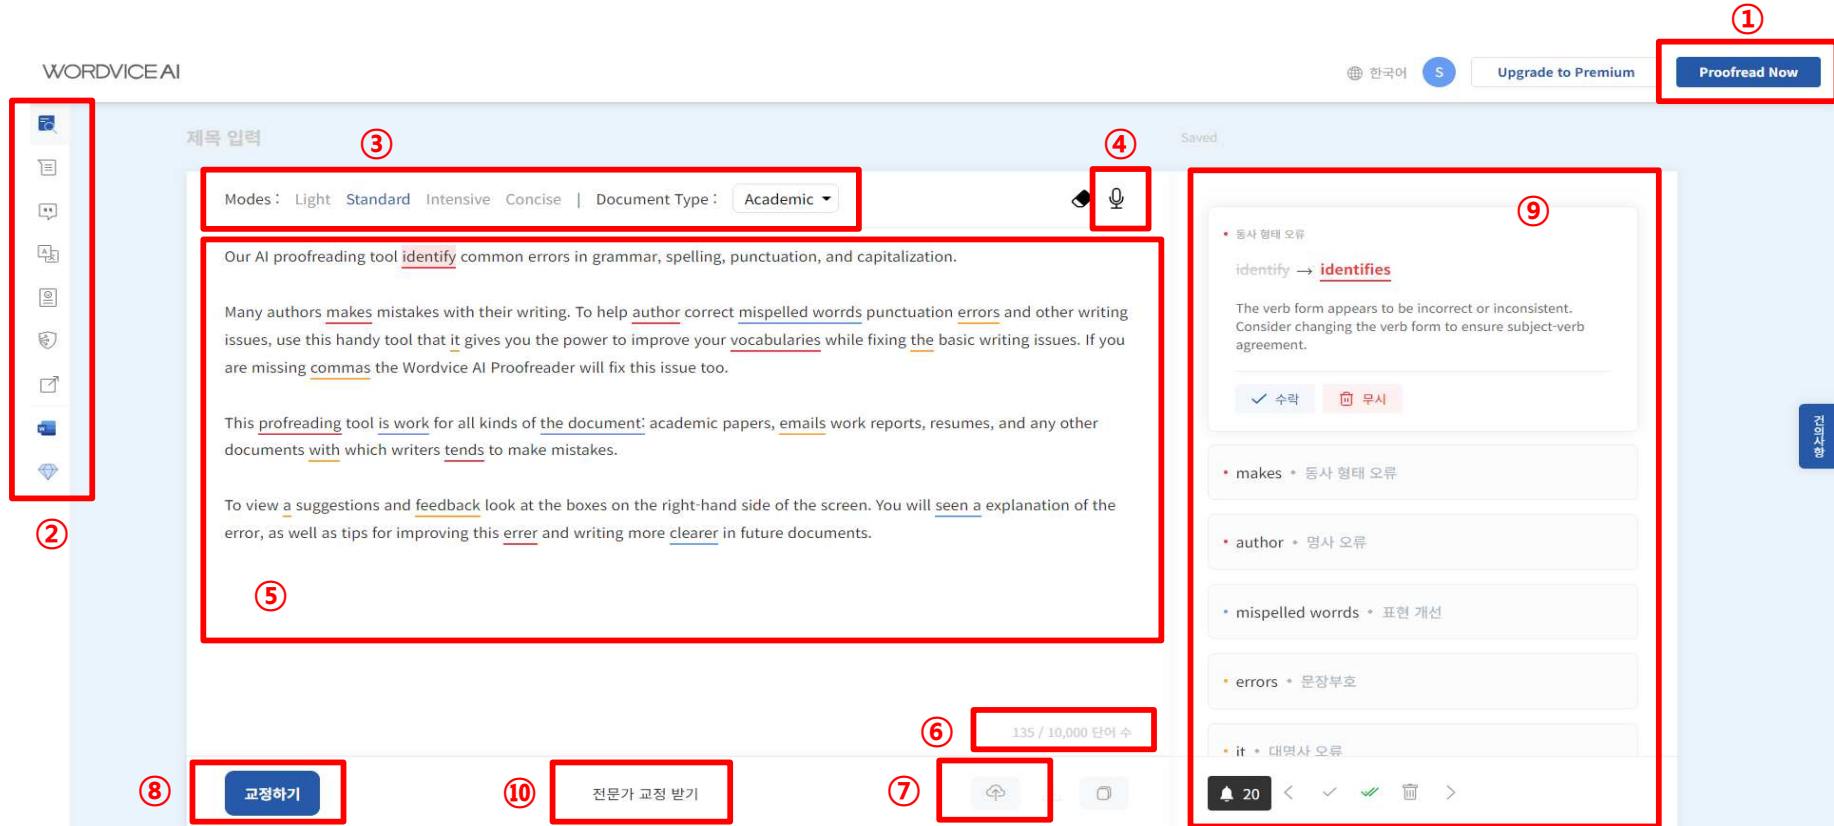 ①
WORDVICE AI
한국어 S Upgrade to Premium Proofread Now
제목 입력 ③ ④ Saved
Modes : Light Standard Intensive Concise | Document Type : Academic
⑨
Our AI proofreading tool identify common errors in grammar, spelling, punctuation, and capitalization.
Many authors makes mistakes with their writing. To help author correct mispelled worrds punctuation errors and other writing
issues, use this handy tool that it gives you the power to improve your vocabularies while fixing the basic writing issues. If you
are missing commas the Wordvice AI Proofreader will fix this issue too.
This profreading tool is work for all kinds of the document: academic papers, emails work reports, resumes, and any other
documents with which writers tends to make mistakes.
To view a suggestions and feedback look at the boxes on the right-hand side of the screen. You will seen a explanation of the
error, as well as tips for improving this errer and writing more clearer in future documents.
②
⑤
⑥ 135 / 10,000 단어 수
⑧ 교정하기 ⑩ 전문가 교정 받기 ⑦
• 동사 형태 오류
identify → identifies
The verb form appears to be incorrect or inconsistent.
Consider changing the verb form to ensure subject-verb
agreement.
수락 무시
• makes • 동사 형태 오류
• author • 명사 오류
• mispelled worrds • 표현 개선
• errors • 문장부호
• it • 대명사 오류
20
건의사항